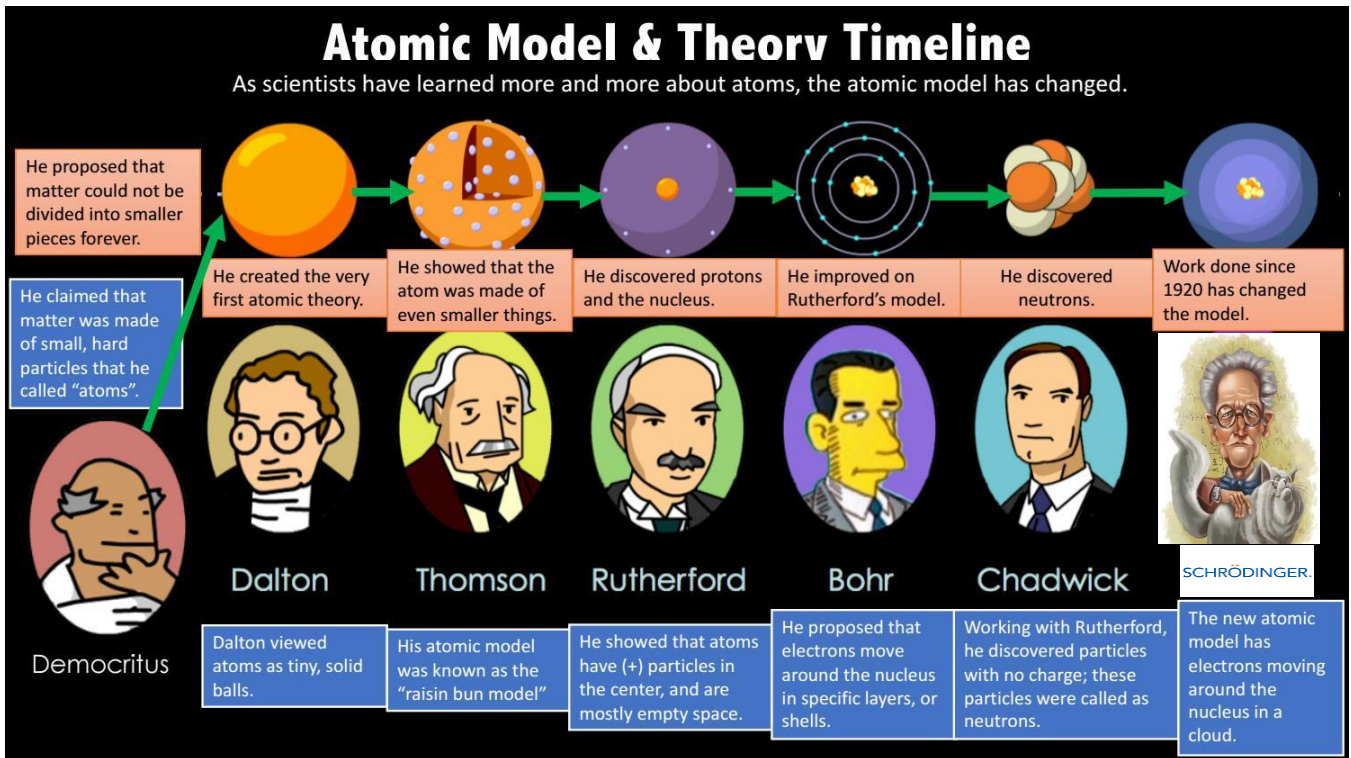 Atomic Model & Theory Timeline
As scientists have learned more and more about atoms, the atomic model has changed.
He proposed that
matter could not be
divided into smaller
pieces forever.
He claimed that
matter was made
of small, hard
particles that he
called “atoms”.
Democritus
He created the very
first atomic theory.
Dalton
Dalton viewed
atoms as tiny, solid
balls.
He showed that the
atom was made of
even smaller things.
Thomson
His atomic model
was known as the
“raisin bun model”
He discovered protons
and the nucleus.
Rutherford
He showed that atoms
have (+) particles in
the center, and are
mostly empty space.
He improved on
Rutherford’s model.
Bohr
He proposed that
electrons move
around the nucleus
in specific layers, or
shells.
He discovered
neutrons.
Chadwick
Working with Rutherford,
he discovered particles
with no charge; these
particles were called as
neutrons.
Work done since
1920 has changed
the model.
SCHRÖDINGER.
The new atomic
model has
electrons moving
around the
nucleus in a
cloud.